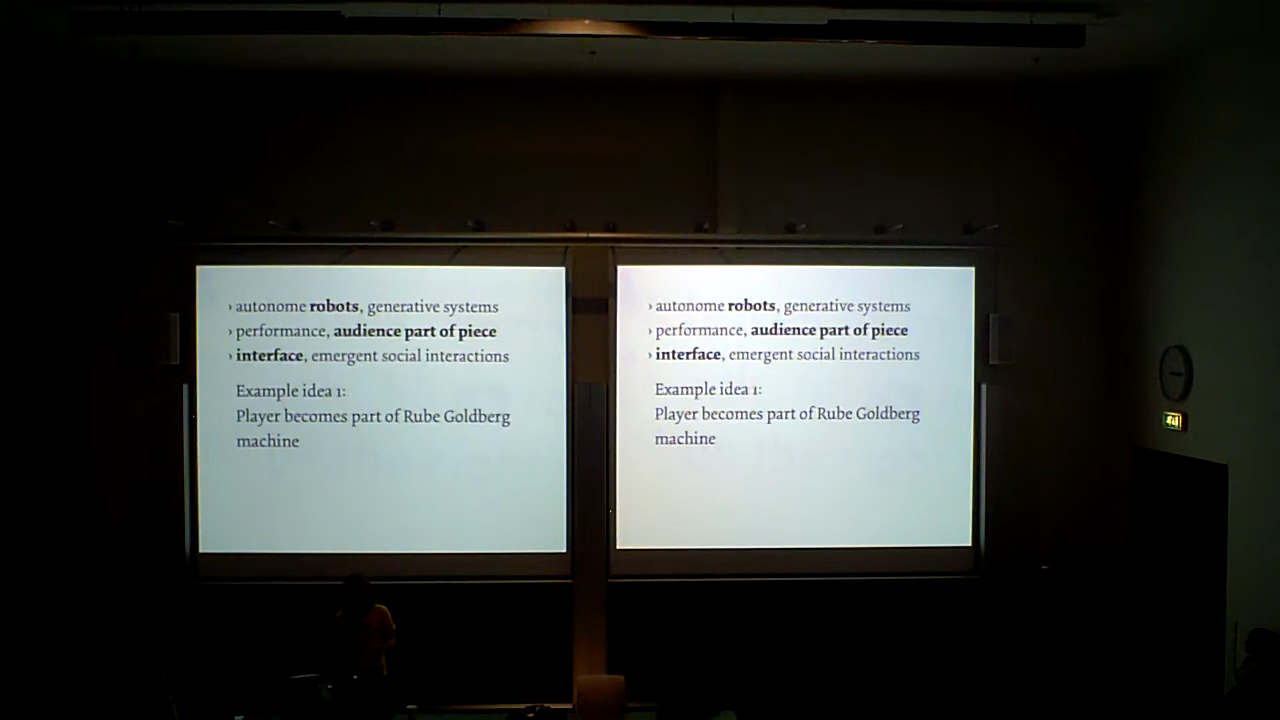 › autonome robots, generative systems
› performance, audience part of piece
› interface, emergent social interactions
Example idea 1:
Player becomes part of Rube Goldberg
machine
› autonome robots, generative systems
› performance, audience part of piece
› interface, emergent social interactions
Example idea 1:
Player becomes part of Rube Goldberg
machine